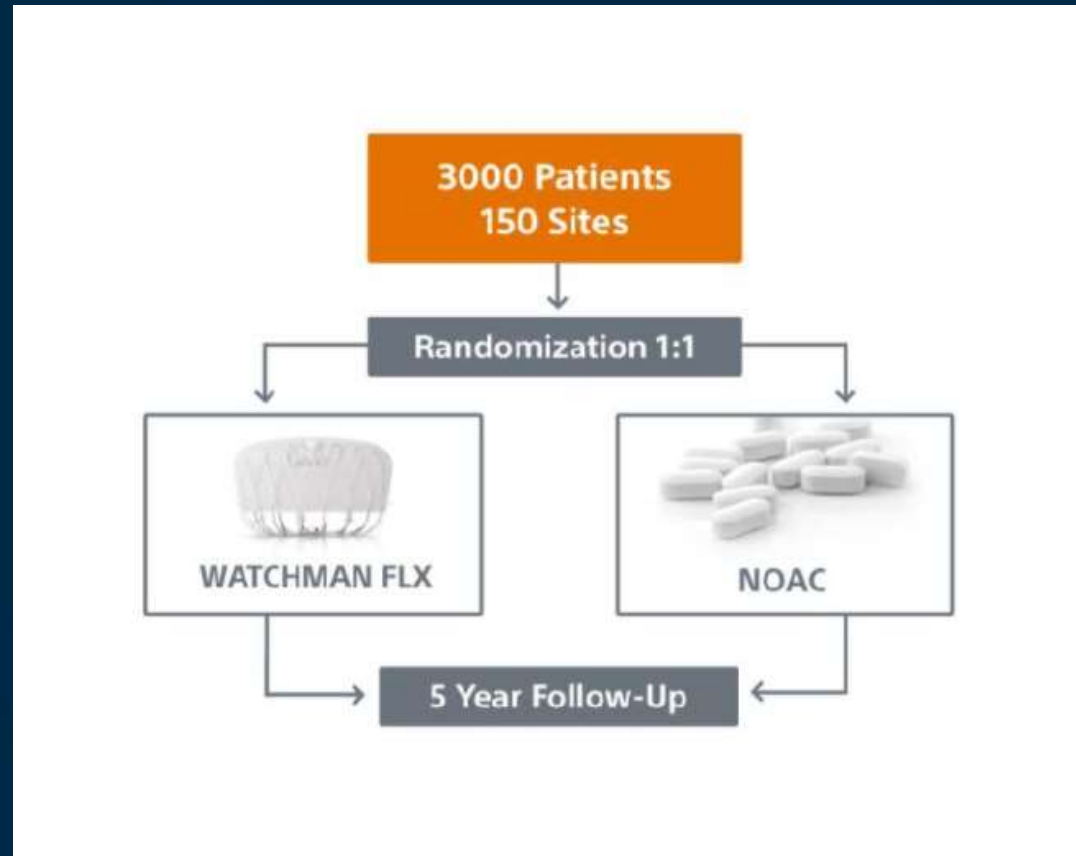 3000 Patients
150 Sites
Randomization 1:1
WATCHMAN FLX
NOAC
5 Year Follow-Up